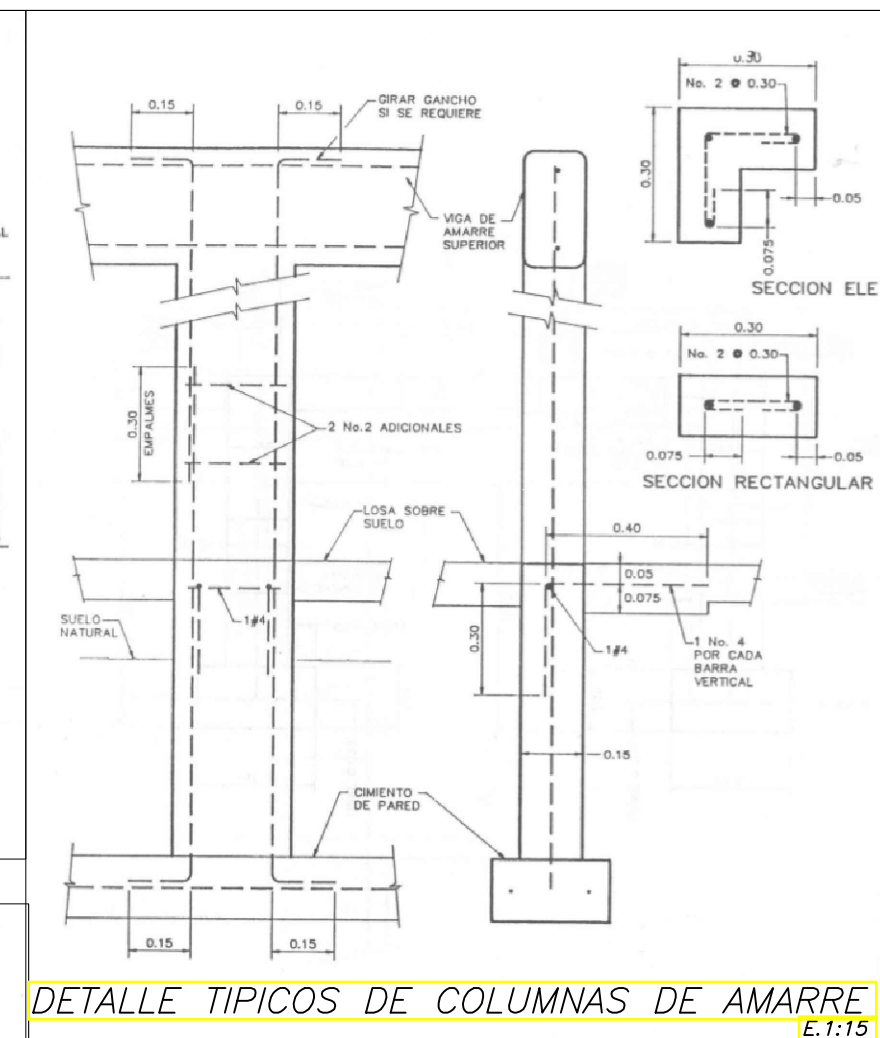 0.15
0.15
GIRAR GANCHO
SI SE REQUIERE
VIGA DE
AMARRE
SUPERIOR
0.30
EMPALMES
2 No.2 ADICIONALES
LOSA SOBRE
SUELO
SUELO
NATURAL
1#4
CIMIENTO
DE PARED
0.15
0.15
0.30
No. 2 @ 0.30
0.30
0.05
0.075
SECCION ELE
0.30
No. 2 @ 0.30
0.075
0.05
SECCION RECTANGULAR
0.40
0.05
0.075
0.30
1#4
1 No. 4
POR CADA
BARRA
VERTICAL
0.15
DETALLE TIPICOS DE COLUMNAS DE AMARRE
E.1:15